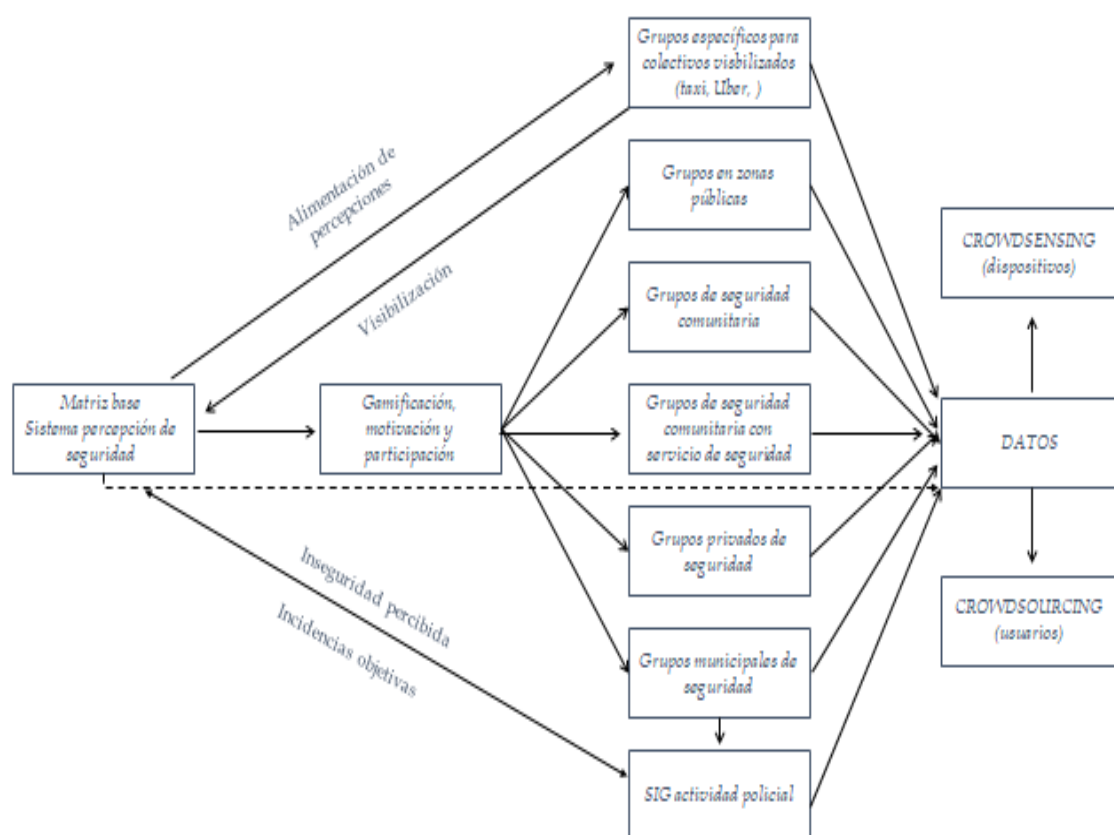 Grupos específicos para
colectivos visbilizados
(taxi, Uber, )
Alimentación de
percepciones
Visibilización
Grupos en zonas
públicas
CROWDSENSING
(dispositivos)
Grupos de seguridad
comunitaria
Matriz base
Sistema percepción de
seguridad
Gamificación,
motivación y
participación
Grupos de seguridad
comunitaria con
servicio de seguridad
DATOS
Inseguridad percibida
Incidencias objetivas
Grupos privados de
seguridad
CROWDSOURCING
(usuarios)
Grupos municipales de
seguridad
SIG actividad policial